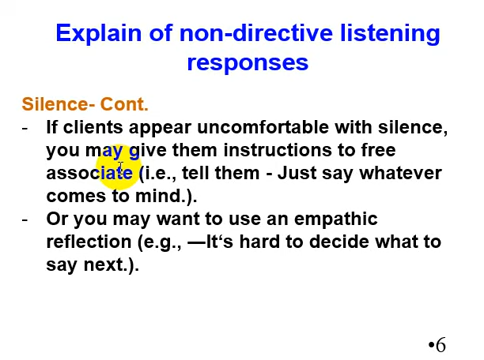 Explain of non-directive listening
responses
Silence- Cont.
- If clients appear uncomfortable with silence,
you may give them instructions to free
associate (i.e., tell them - Just say whatever
comes to mind.).
- Or you may want to use an empathic
reflection (e.g., —It‘s hard to decide what to
say next.).
•6